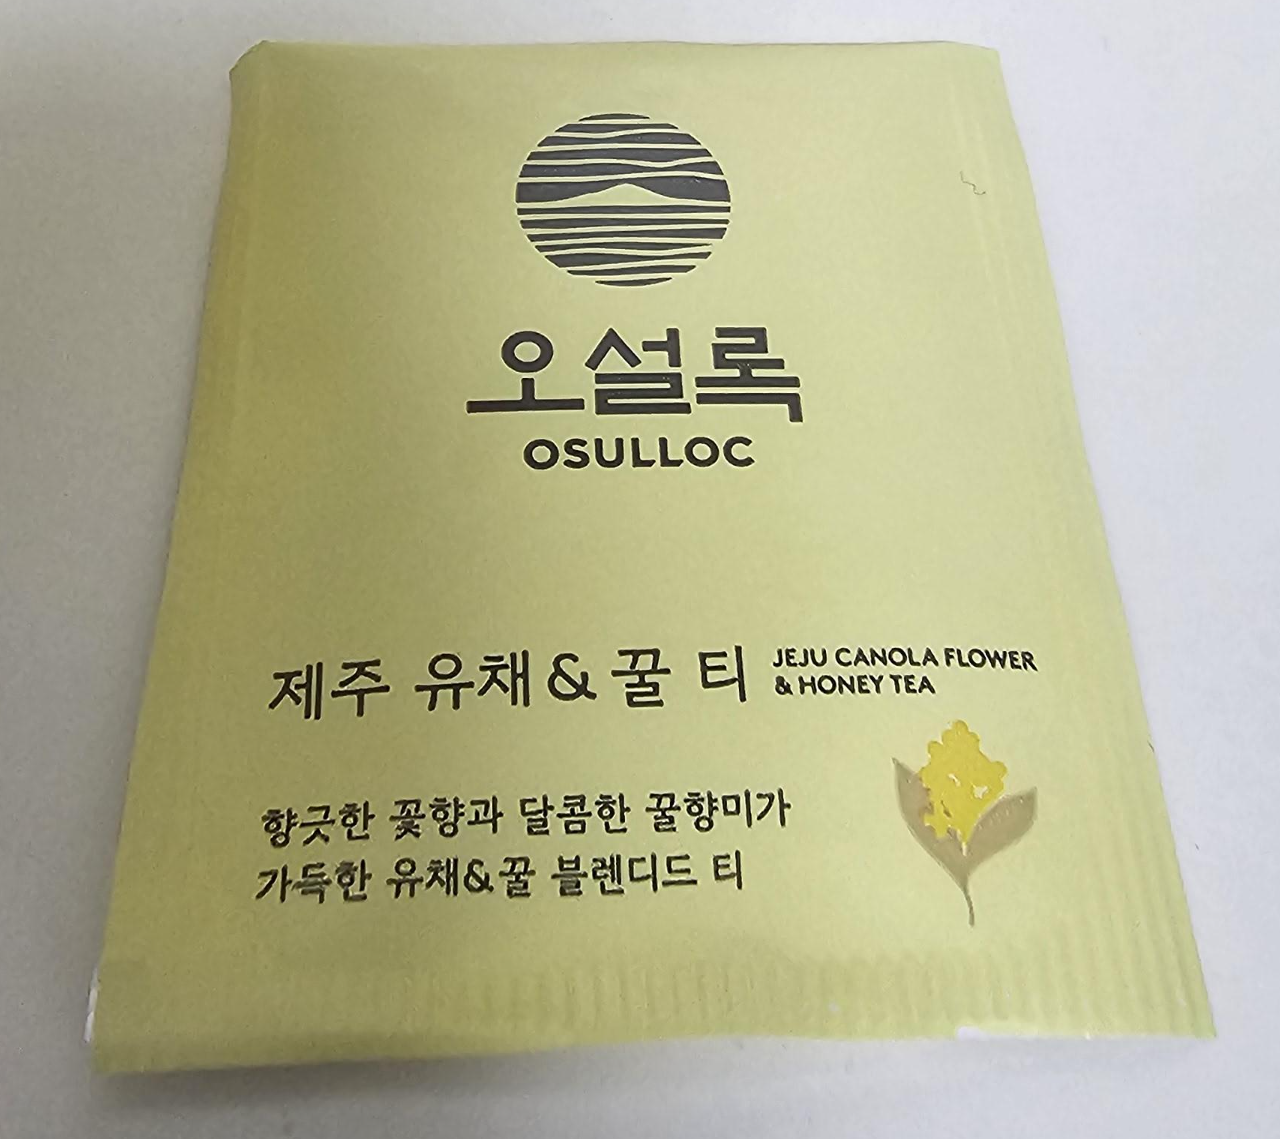 오설록
OSULLOC
제주 유채&꿀 티
JEJU CANOLA FLOWER
& HONEY TEA
향긋한 꽃향과 달콤한 꿀향미가
가득한 유채&꿀 블렌디드 티